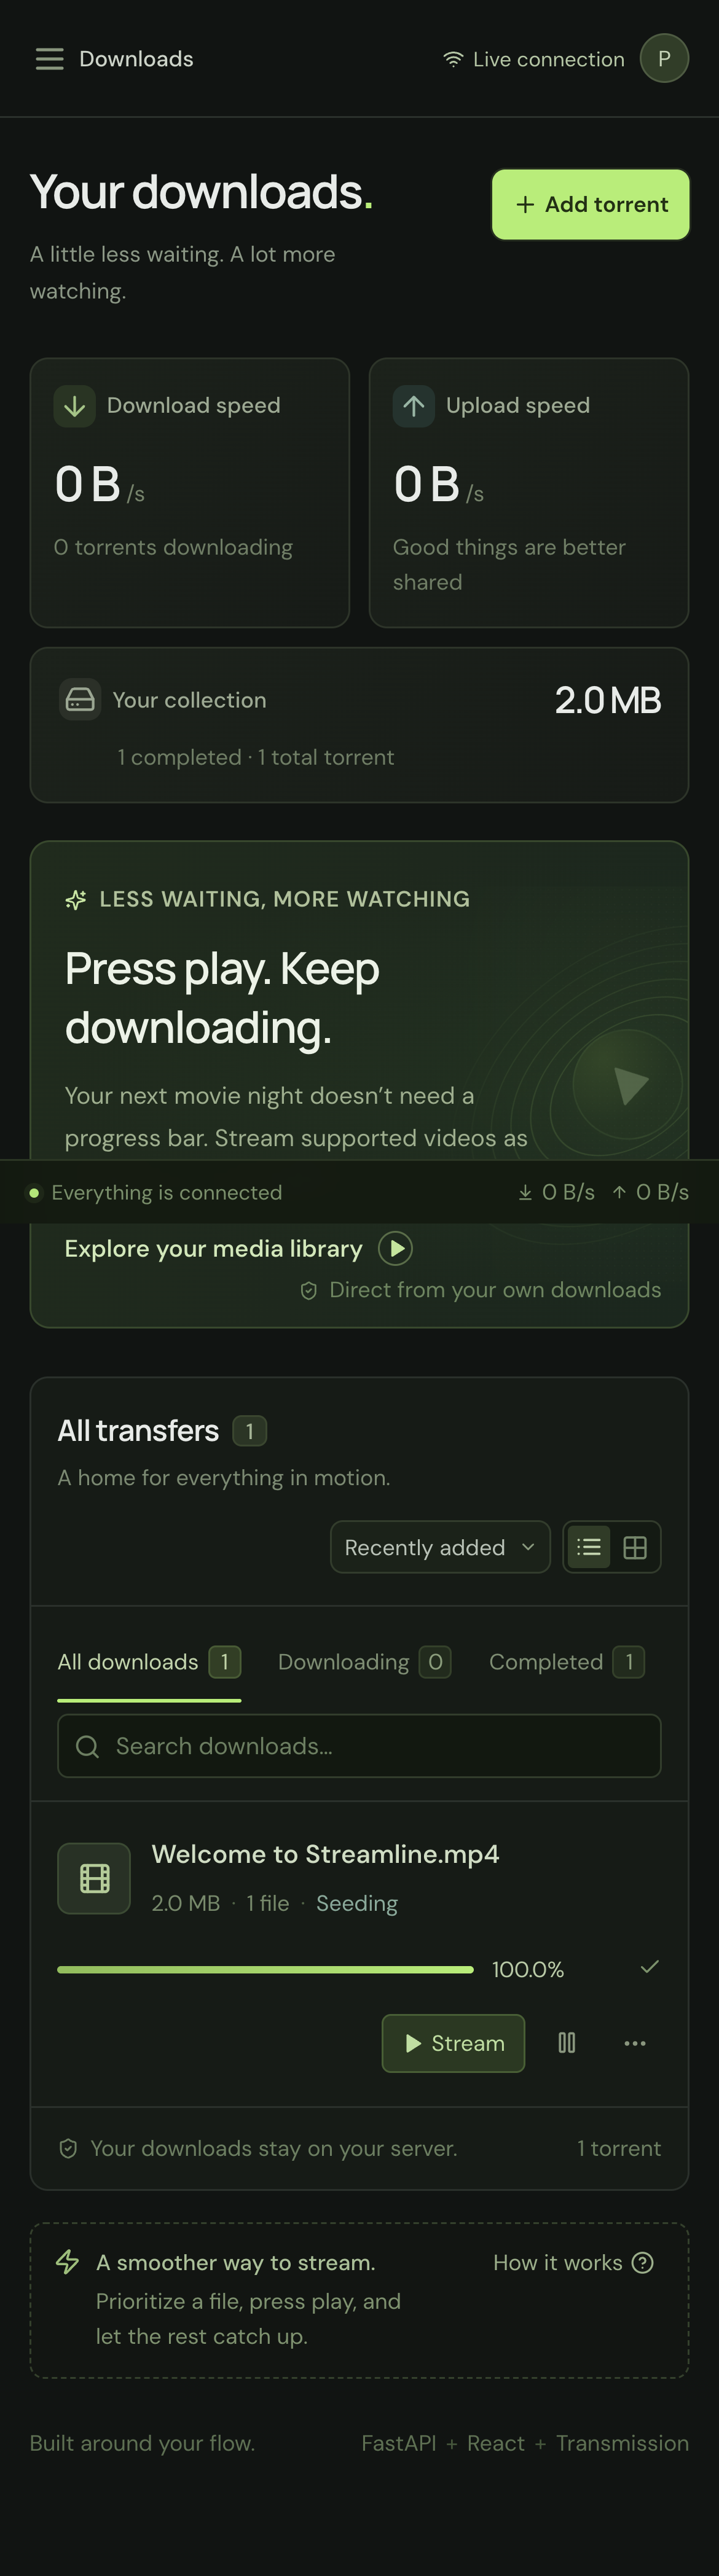 Downloads
Live connection
P
Your downloads.
+ Add torrent
A little less waiting. A lot more
watching.
Download speed
0 B /s
0 torrents downloading
Upload speed
0 B /s
Good things are better
shared
Your collection
2.0 MB
1 completed · 1 total torrent
LESS WAITING, MORE WATCHING
Press play. Keep
downloading.
Your next movie night doesn’t need a
progress bar. Stream supported videos as
Everything is connected
0 B/s
0 B/s
Explore your media library
Direct from your own downloads
All transfers 1
A home for everything in motion.
Recently added
All downloads 1
Downloading 0
Completed 1
Search downloads...
Welcome to Streamline.mp4
2.0 MB · 1 file · Seeding
100.0%
Stream
Your downloads stay on your server.
1 torrent
A smoother way to stream.
How it works
Prioritize a file, press play, and
let the rest catch up.
Built around your flow.
FastAPI + React + Transmission